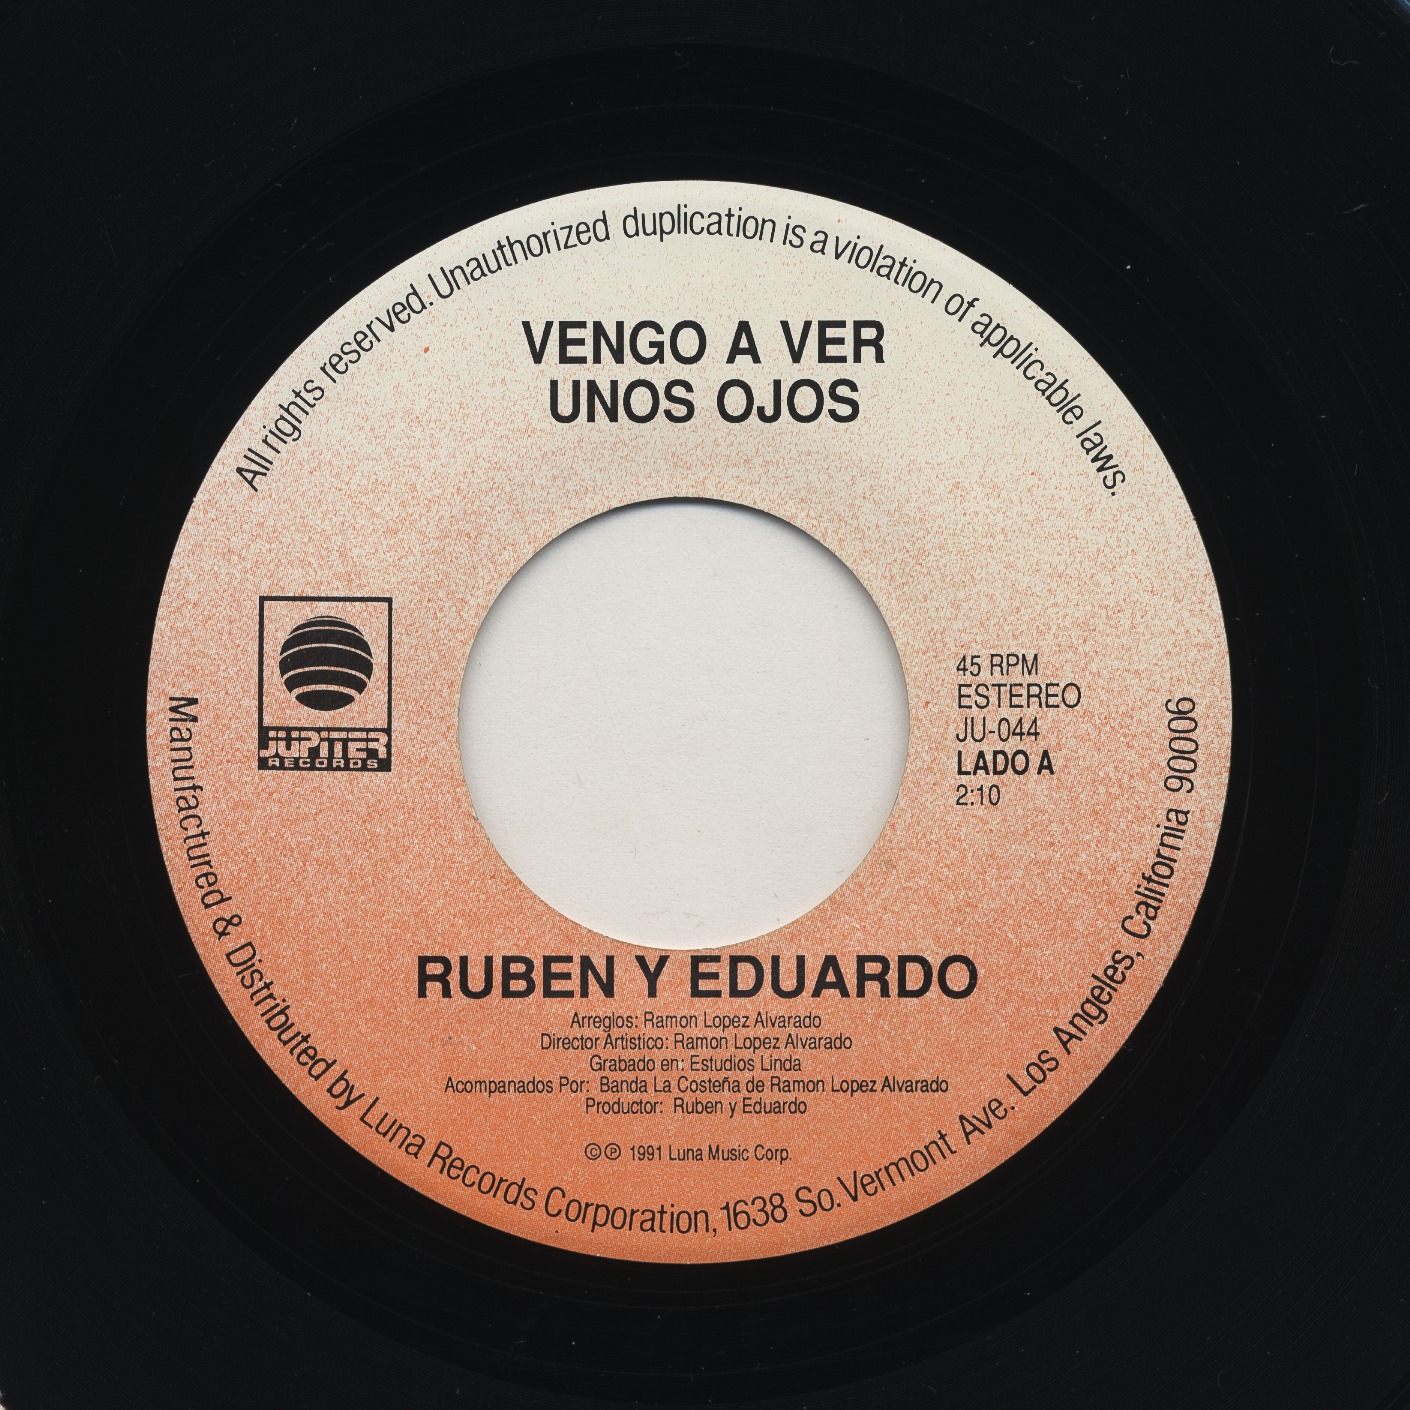 All rights reserved. Unauthorized duplication is a violation of applicable laws.
VENGO A VER
UNOS OJOS
JUPITER
RECORDS
45 RPM
ESTEREO
JU-044
LADO A
2:10
RUBEN Y EDUARDO
Arreglos: Ramon Lopez Alvarado
Director Artistico: Ramon Lopez Alvarado
Grabado en: Estudios Linda
Acompanados Por: Banda La Costeña de Ramon Lopez Alvarado
Productor: Ruben y Eduardo
©℗ 1991 Luna Music Corp.
Manufactured & Distributed by Luna Records Corporation, 1638 So. Vermont Ave. Los Angeles, California 90006